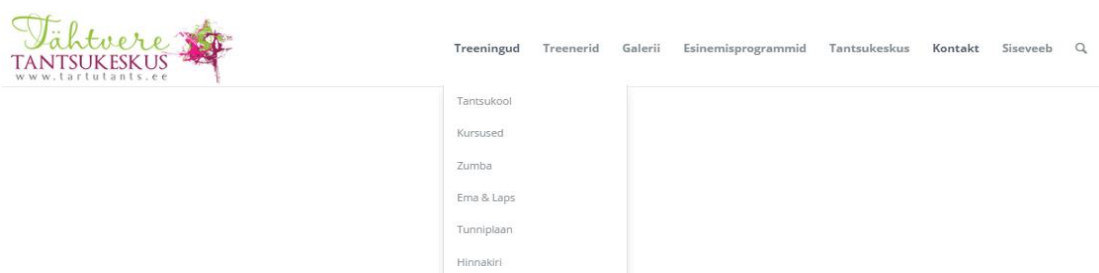 Tähtvere
TANTSUKESKUS
www.tartutants.ee
Treeningud Treenerid Galerii Esinemisprogrammid Tantsukeskus Kontakt Siseveeb
Tantsukool
Kursused
Zumba
Ema & Laps
Tunniplaan
Hinnakiri